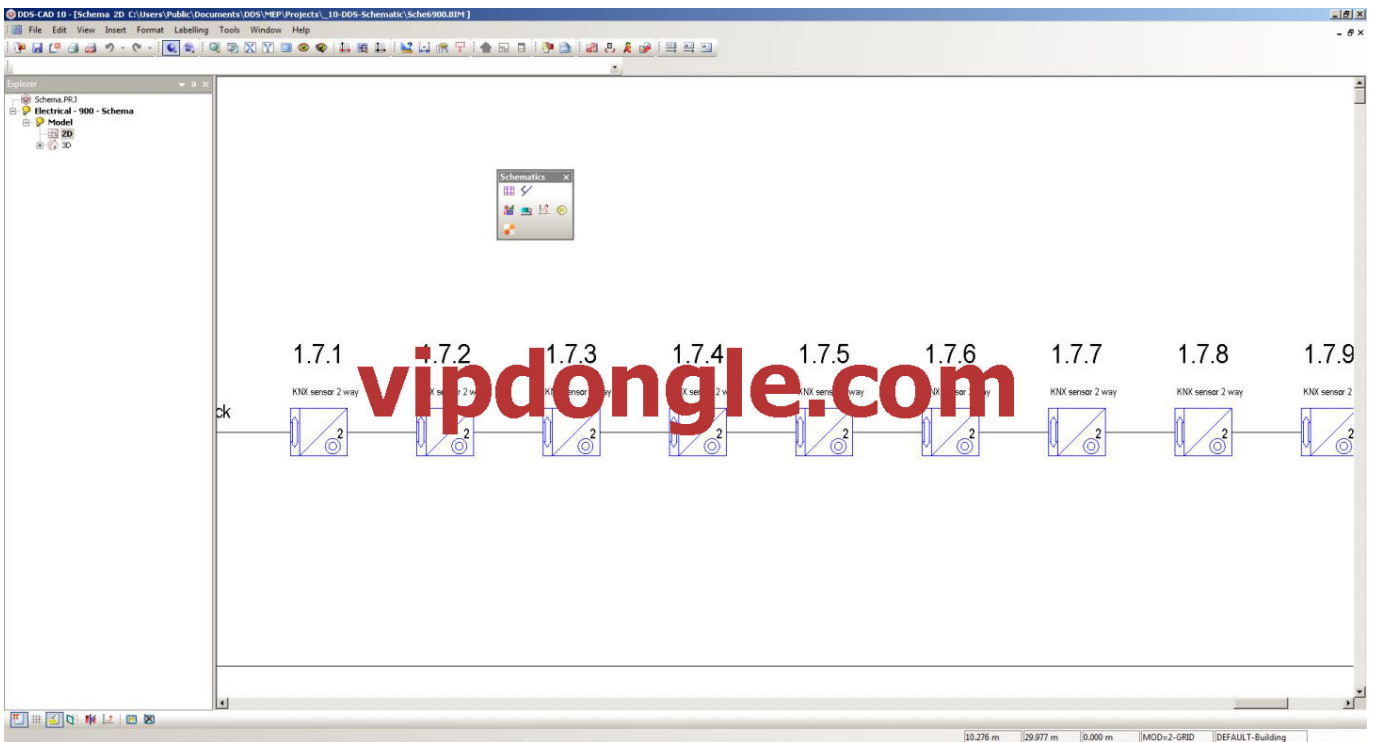 DDS-CAD 10 - [Schema 2D C:\Users\Public\Documents\DDS\MEP\Projects\_10-DDS-Schematic\Sche6900.BIM ]
File Edit View Insert Format Labelling Tools Window Help
Explorer
Schema.PRJ
Electrical - 900 - Schema
Model
2D
3D
Schematics
1.7.1 1.7.2 1.7.3 1.7.4 1.7.5 1.7.6 1.7.7 1.7.8 1.7.9
vipdongle.com
KNX sensor 2 way KNX sensor 2 way KNX sensor 2 way KNX sensor 2
ck
2 2 2 2 2 2 2 2 2
10.276 m 29.977 m 0.000 m MOD=2-GRID DEFAULT-Building